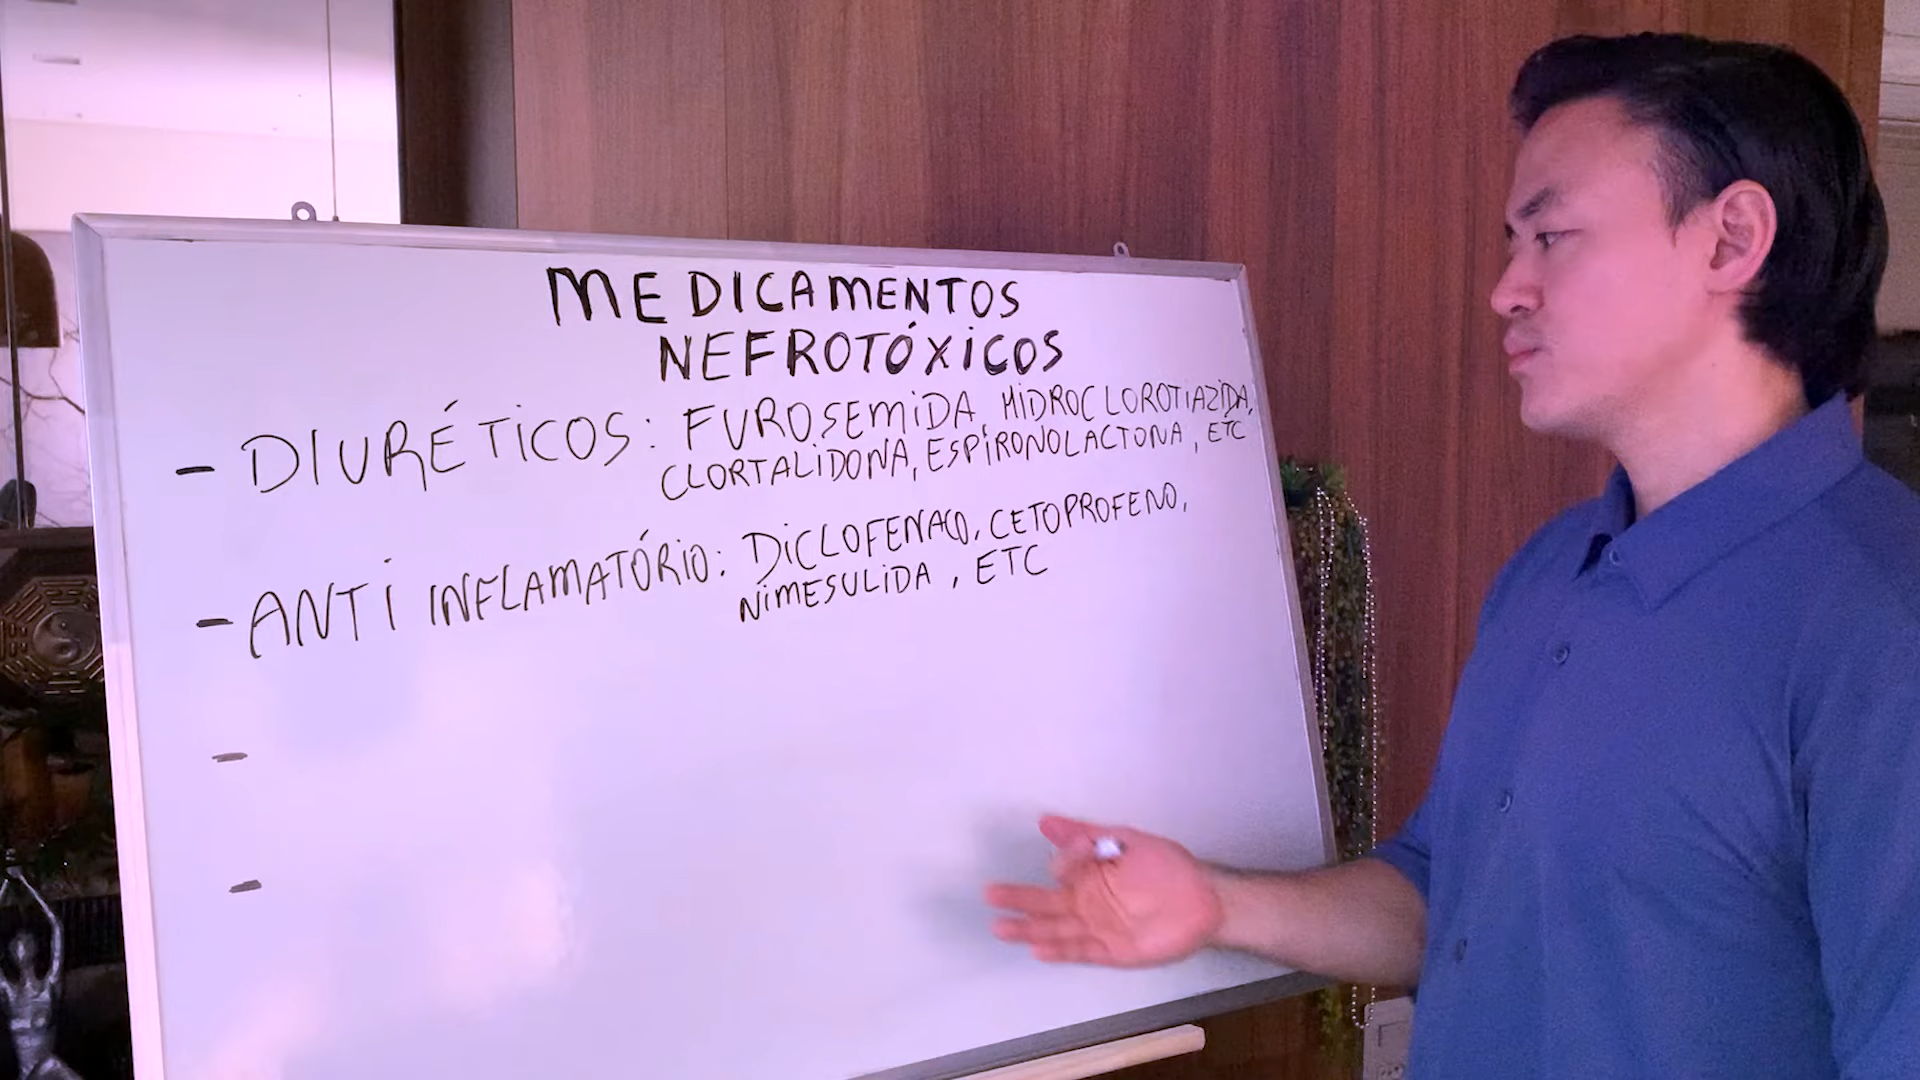 MEDICAMENTOS
NEFROTÓXICOS
- DIURÉTICOS: FUROSEMIDA, HIDROCLOROTIAZIDA,
CLORTALIDONA, ESPIRONOLACTONA, ETC
- ANTI INFLAMATÓRIO: DICLOFENACO, CETOPROFENO,
NIMESULIDA, ETC
-
-